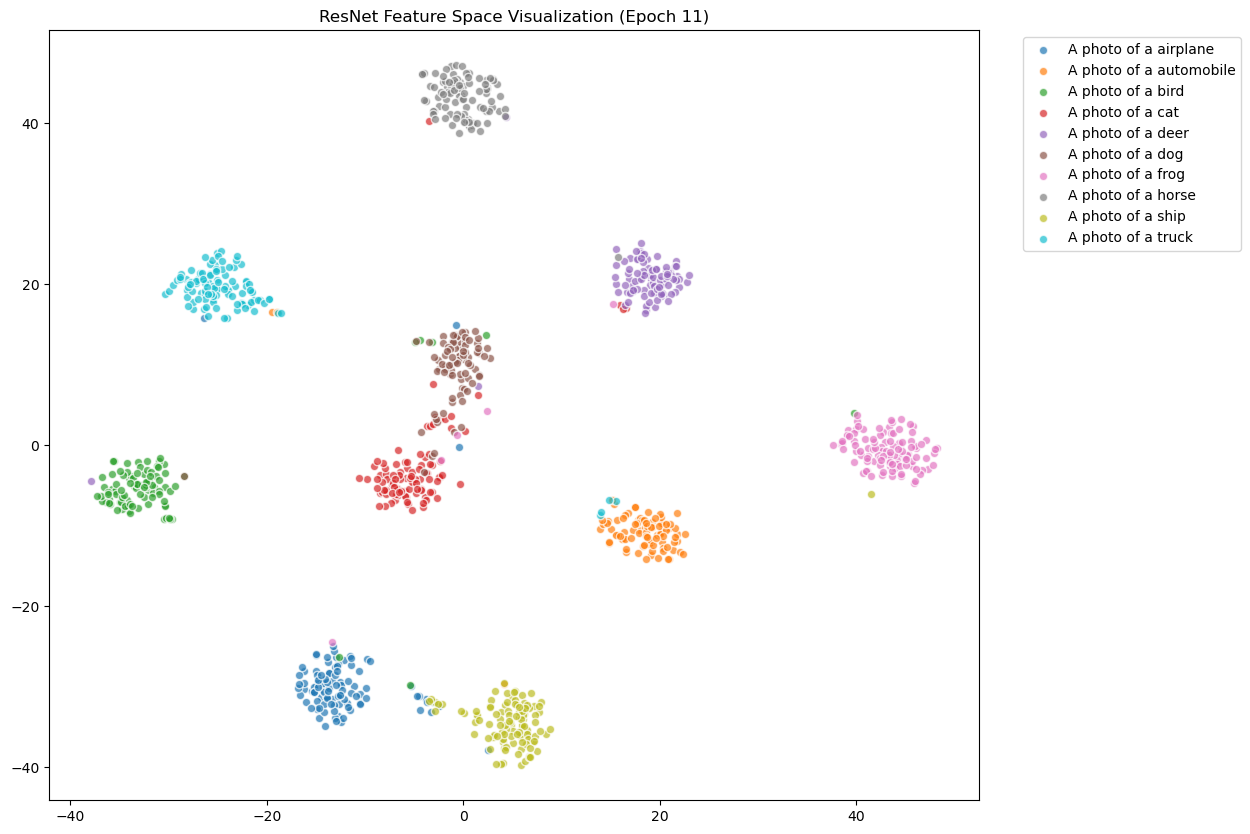 ResNet Feature Space Visualization (Epoch 11)
A photo of a airplane
A photo of a automobile
A photo of a bird
A photo of a cat
A photo of a deer
A photo of a dog
A photo of a frog
A photo of a horse
A photo of a ship
A photo of a truck
40
20
0
−20
−40
−40
−20
0
20
40